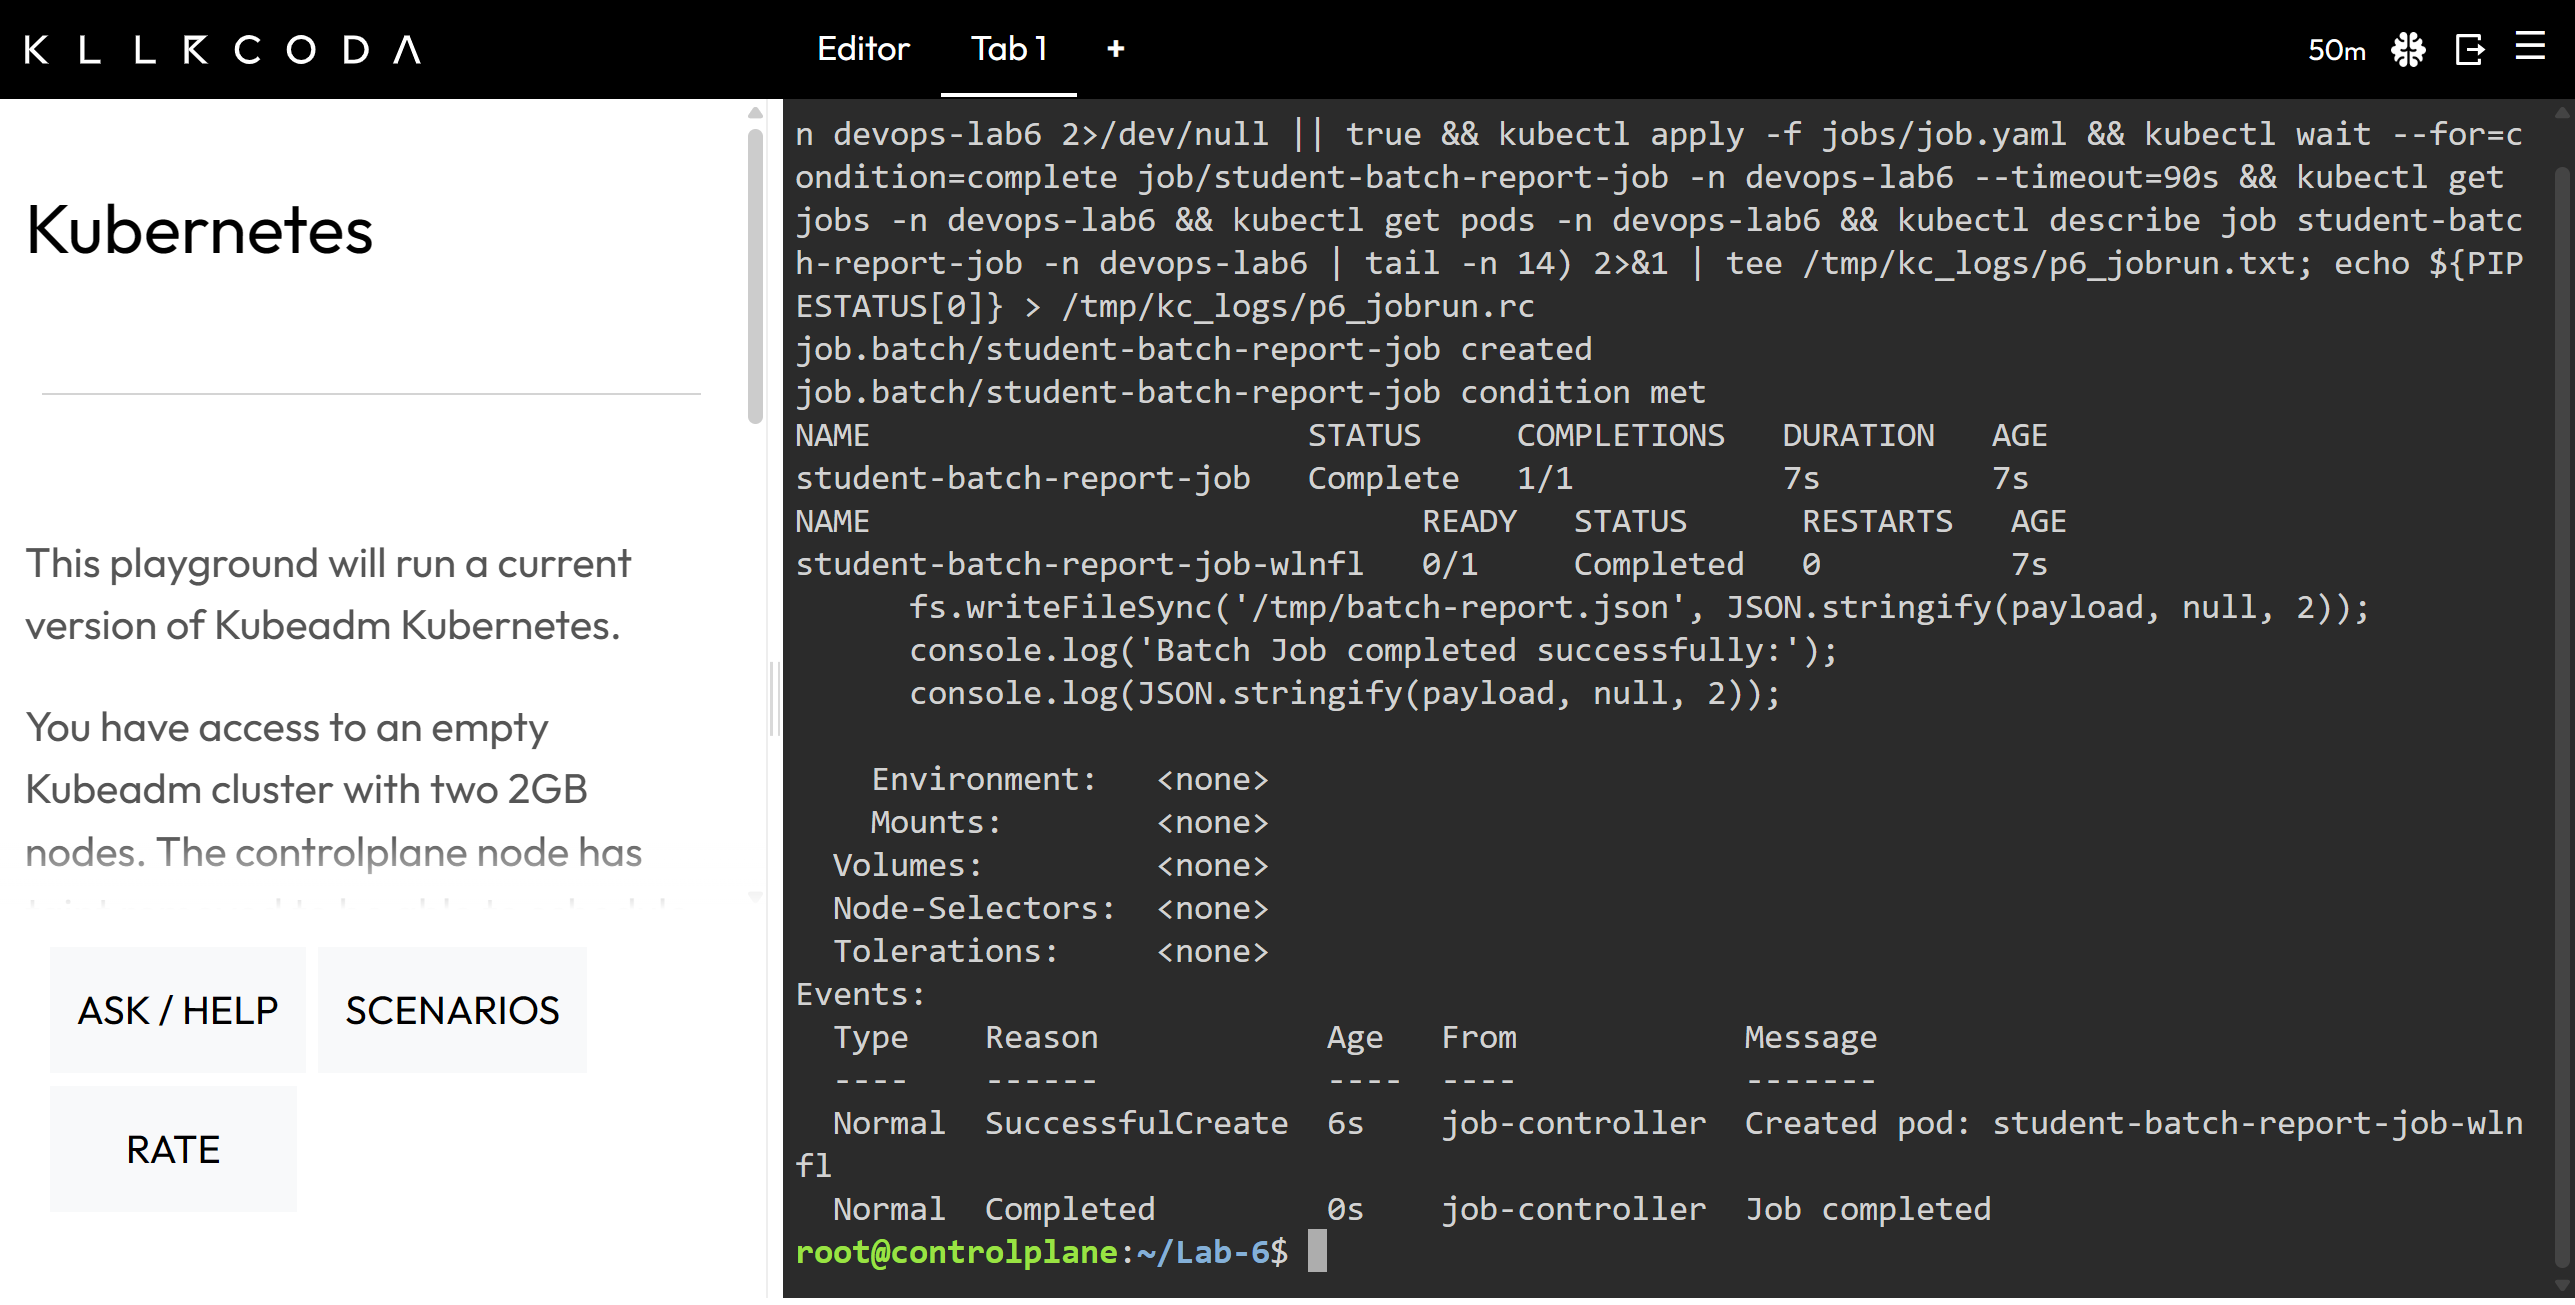 KLLRCODA
Editor
Tab 1
+
50m
Kubernetes
This playground will run a current
version of Kubeadm Kubernetes.
You have access to an empty
Kubeadm cluster with two 2GB
nodes. The controlplane node has
ASK / HELP
SCENARIOS
RATE
n devops-lab6 2>/dev/null || true && kubectl apply -f jobs/job.yaml && kubectl wait --for=c
ondition=complete job/student-batch-report-job -n devops-lab6 --timeout=90s && kubectl get
jobs -n devops-lab6 && kubectl get pods -n devops-lab6 && kubectl describe job student-batc
h-report-job -n devops-lab6 | tail -n 14) 2>&1 | tee /tmp/kc_logs/p6_jobrun.txt; echo ${PIP
ESTATUS[0]} > /tmp/kc_logs/p6_jobrun.rc
job.batch/student-batch-report-job created
job.batch/student-batch-report-job condition met
NAME                       STATUS     COMPLETIONS   DURATION   AGE
student-batch-report-job   Complete   1/1           7s         7s
NAME                             READY   STATUS      RESTARTS   AGE
student-batch-report-job-wlnfl   0/1     Completed   0          7s
      fs.writeFileSync('/tmp/batch-report.json', JSON.stringify(payload, null, 2));
      console.log('Batch Job completed successfully:');
      console.log(JSON.stringify(payload, null, 2));
    Environment:   <none>
    Mounts:        <none>
  Volumes:         <none>
  Node-Selectors:  <none>
  Tolerations:     <none>
Events:
  Type    Reason            Age   From            Message
  ----    ------            ----  ----            -------
  Normal  SuccessfulCreate  6s    job-controller  Created pod: student-batch-report-job-wln
fl
  Normal  Completed         0s    job-controller  Job completed
root@controlplane:~/Lab-6$